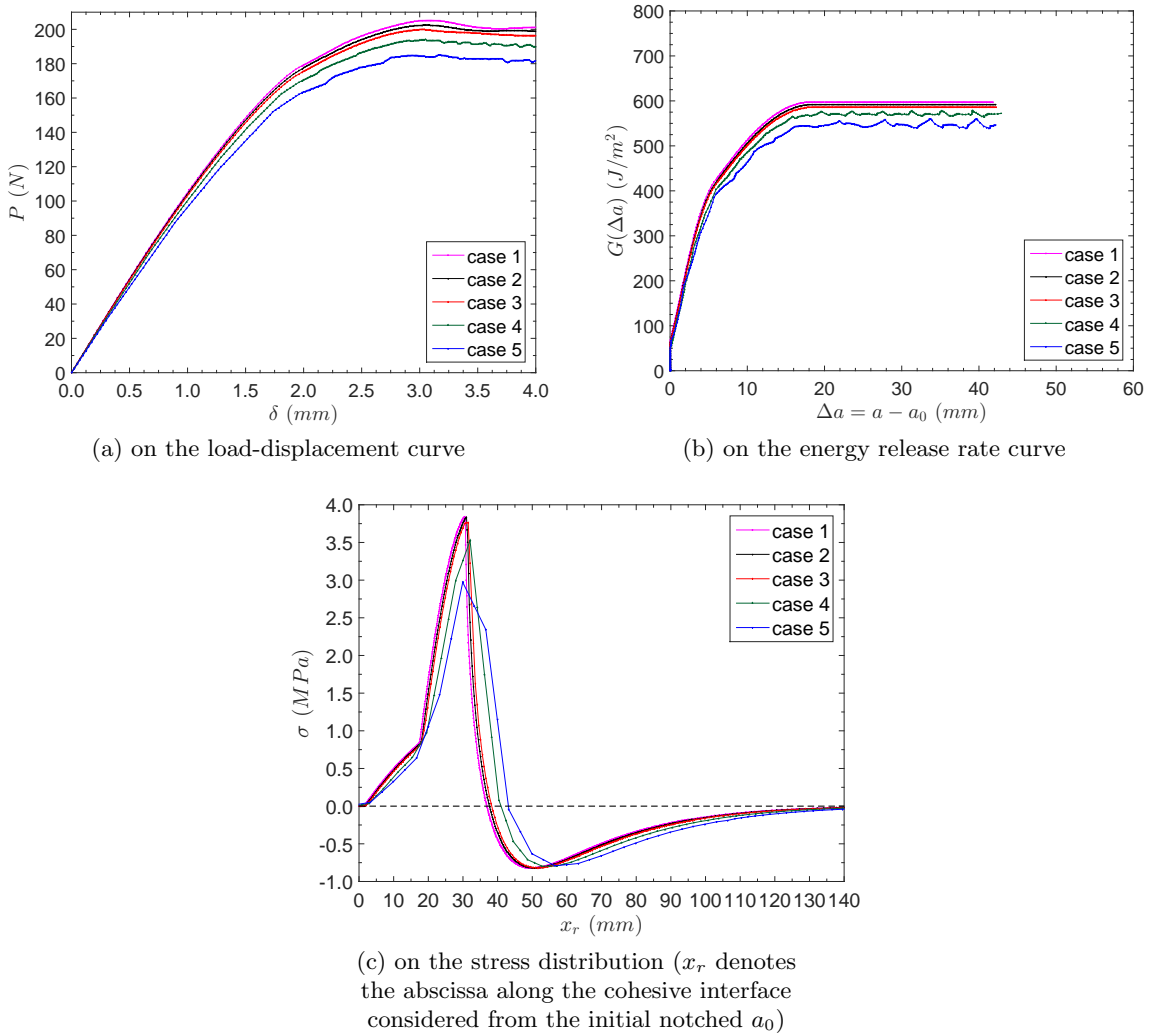 200
180
160
140
120
100
80
60
40
20
0
P (N)
0.0 0.5 1.0 1.5 2.0 2.5 3.0 3.5 4.0
δ (mm)
case 1
case 2
case 3
case 4
case 5
(a) on the load-displacement curve
800
700
600
500
400
300
200
100
0
G(Δa) (J/m²)
0 10 20 30 40 50 60
Δa = a − a₀ (mm)
case 1
case 2
case 3
case 4
case 5
(b) on the energy release rate curve
4.0
3.5
3.0
2.5
2.0
1.5
1.0
0.5
0.0
-0.5
-1.0
σ (MPa)
0 10 20 30 40 50 60 70 80 90 100 110 120 130 140
xᵣ (mm)
case 1
case 2
case 3
case 4
case 5
(c) on the stress distribution (xᵣ denotes
the abscissa along the cohesive interface
considered from the initial notched a₀)